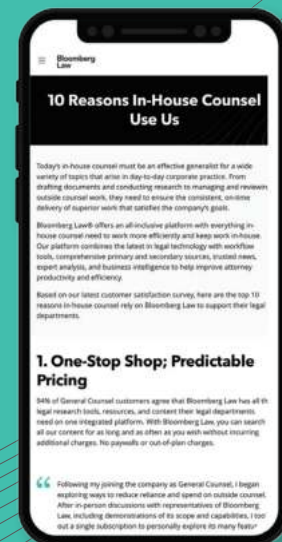 Bloomberg
Law
10 Reasons In-House Counsel
Use Us
Today's in-house counsel must be an effective generalist for a wide
variety of topics that arise in day-to-day corporate practice. From
drafting documents and conducting research to managing and reviewin
outside counsel work, they need to ensure the consistent, on-time
delivery of superior work that satisfies the company's goals.
Bloomberg Law® offers an all-inclusive platform with everything in-
house counsel need to work more efficiently and keep work in-house.
Our platform combines the latest in legal technology with workflow
tools, comprehensive primary and secondary sources, trusted news,
expert analysis, and business intelligence to help improve attorney
productivity and efficiency.
Based on our latest customer satisfaction survey, here are the top 10
reasons in-house counsel rely on Bloomberg Law to support their legal
departments.
1. One-Stop Shop; Predictable
Pricing
94% of General Counsel customers agree that Bloomberg Law has all th
legal research tools, resources, and content their legal departments
need on one integrated platform. With Bloomberg Law, you can search
all our content for as long and as often as you wish without incurring
additional charges. No paywalls or out-of-plan charges.
“ Following my joining the company as General Counsel, I began
exploring ways to reduce reliance and spend on outside counsel.
After in-person discussions with representatives of Bloomberg
Law, including demonstrations of its scope and capabilities, I too
out a single subscription to personally explore its many featur